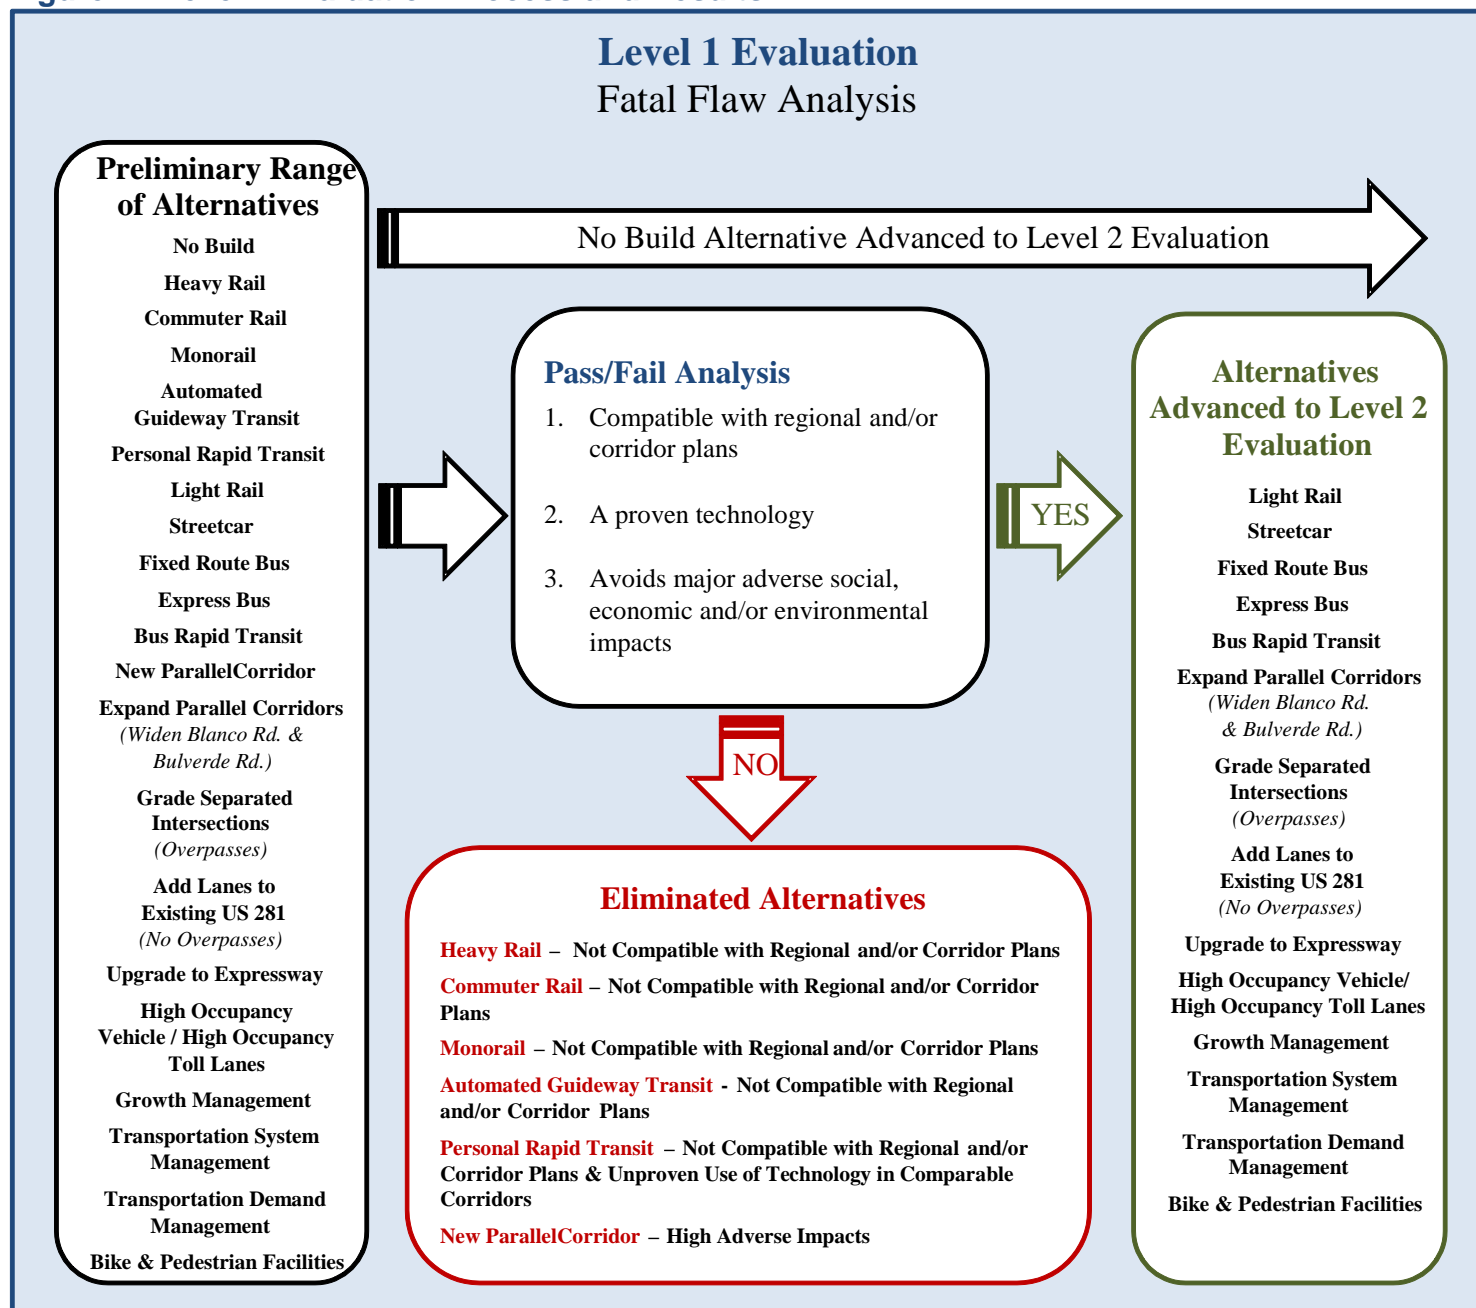 Level 1 Evaluation
Fatal Flaw Analysis
Preliminary Range
of Alternatives
No Build
Heavy Rail
Commuter Rail
Monorail
Automated
Guideway Transit
Personal Rapid Transit
Light Rail
Streetcar
Fixed Route Bus
Express Bus
Bus Rapid Transit
New ParallelCorridor
Expand Parallel Corridors
(Widen Blanco Rd. &
Bulverde Rd.)
Grade Separated
Intersections
(Overpasses)
Add Lanes to
Existing US 281
(No Overpasses)
Upgrade to Expressway
High Occupancy
Vehicle / High Occupancy
Toll Lanes
Growth Management
Transportation System
Management
Transportation Demand
Management
Bike & Pedestrian Facilities
No Build Alternative Advanced to Level 2 Evaluation
Pass/Fail Analysis
1. Compatible with regional and/or
corridor plans
2. A proven technology
3. Avoids major adverse social,
economic and/or environmental
impacts
YES
NO
Eliminated Alternatives
Heavy Rail – Not Compatible with Regional and/or Corridor Plans
Commuter Rail – Not Compatible with Regional and/or Corridor
Plans
Monorail – Not Compatible with Regional and/or Corridor Plans
Automated Guideway Transit - Not Compatible with Regional
and/or Corridor Plans
Personal Rapid Transit – Not Compatible with Regional and/or
Corridor Plans & Unproven Use of Technology in Comparable
Corridors
New ParallelCorridor – High Adverse Impacts
Alternatives
Advanced to Level 2
Evaluation
Light Rail
Streetcar
Fixed Route Bus
Express Bus
Bus Rapid Transit
Expand Parallel Corridors
(Widen Blanco Rd.
& Bulverde Rd.)
Grade Separated
Intersections
(Overpasses)
Add Lanes to
Existing US 281
(No Overpasses)
Upgrade to Expressway
High Occupancy Vehicle/
High Occupancy Toll Lanes
Growth Management
Transportation System
Management
Transportation Demand
Management
Bike & Pedestrian Facilities